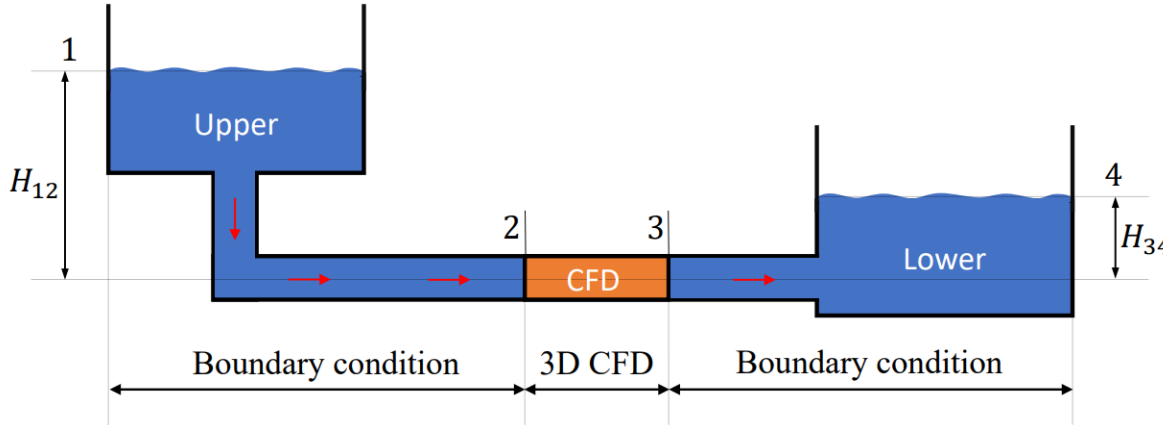 1
Upper
H₁₂
2
3
4
CFD
Lower
H₃₄
Boundary condition
3D CFD
Boundary condition